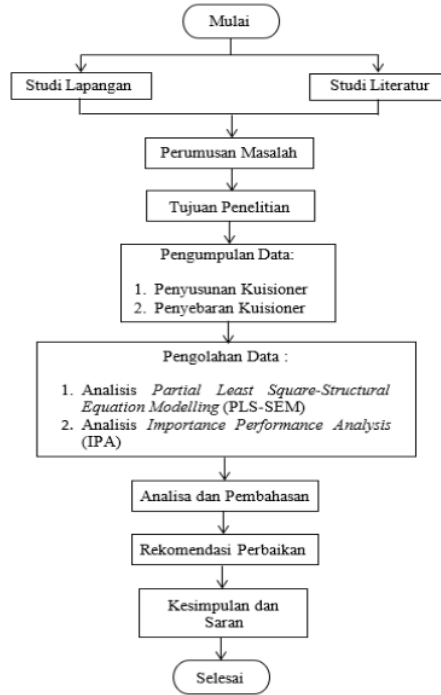 Mulai
Studi Lapangan
Studi Literatur
Perumusan Masalah
Tujuan Penelitian
Pengumpulan Data:
1. Penyusunan Kuisioner
2. Penyebaran Kuisioner
Pengolahan Data :
1. Analisis Partial Least Square-Structural
Equation Modelling (PLS-SEM)
2. Analisis Importance Performance Analysis
(IPA)
Analisa dan Pembahasan
Rekomendasi Perbaikan
Kesimpulan dan
Saran
Selesai